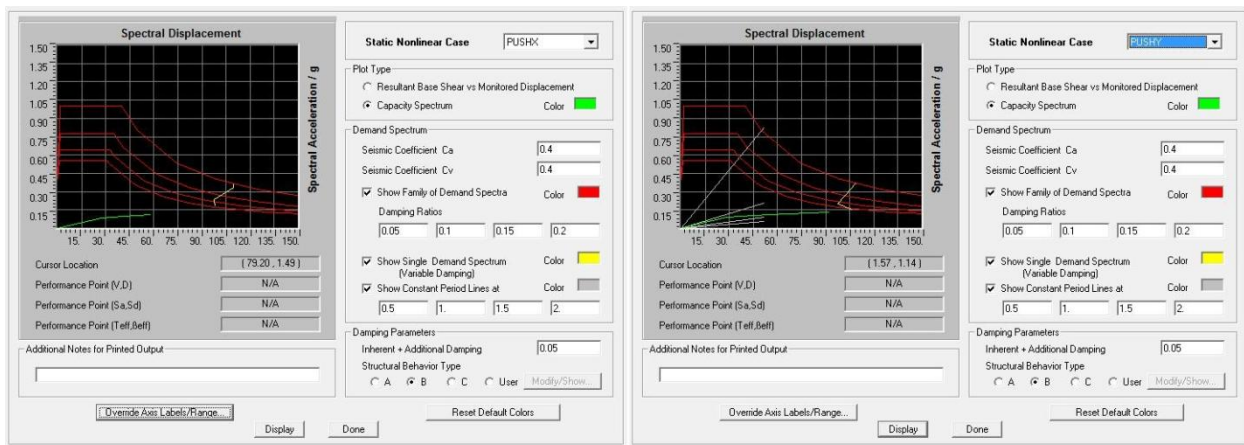 Spectral Displacement
1.50
1.35
1.20
1.05
0.90
0.75
0.60
0.45
0.30
0.15
Spectral Acceleration / g
15. 30. 45. 60. 75. 90. 105. 120. 135. 150.
Cursor Location (79.20 , 1.49)
Performance Point (V,D) N/A
Performance Point (Sa,Sd) N/A
Performance Point (Teff,ßeff) N/A
Additional Notes for Printed Output
Static Nonlinear Case PUSHX
Plot Type
Resultant Base Shear vs Monitored Displacement
Capacity Spectrum Color
Demand Spectrum
Seismic Coefficient Ca 0.4
Seismic Coefficient Cv 0.4
Show Family of Demand Spectra Color
Damping Ratios
0.05 0.1 0.15 0.2
Show Single Demand Spectrum Color
(Variable Damping)
Show Constant Period Lines at Color
0.5 1. 1.5 2.
Damping Parameters
Inherent + Additional Damping 0.05
Structural Behavior Type
A B C User Modify/Show...
Override Axis Labels/Range... Reset Default Colors
Display Done
Spectral Displacement
1.50
1.35
1.20
1.05
0.90
0.75
0.60
0.45
0.30
0.15
Spectral Acceleration / g
15. 30. 45. 60. 75. 90. 105. 120. 135. 150.
Cursor Location (1.57 , 1.14)
Performance Point (V,D) N/A
Performance Point (Sa,Sd) N/A
Performance Point (Teff,ßeff) N/A
Additional Notes for Printed Output
Static Nonlinear Case PUSHY
Plot Type
Resultant Base Shear vs Monitored Displacement
Capacity Spectrum Color
Demand Spectrum
Seismic Coefficient Ca 0.4
Seismic Coefficient Cv 0.4
Show Family of Demand Spectra Color
Damping Ratios
0.05 0.1 0.15 0.2
Show Single Demand Spectrum Color
(Variable Damping)
Show Constant Period Lines at Color
0.5 1. 1.5 2.
Damping Parameters
Inherent + Additional Damping 0.05
Structural Behavior Type
A B C User Modify/Show...
Override Axis Labels/Range... Reset Default Colors
Display Done